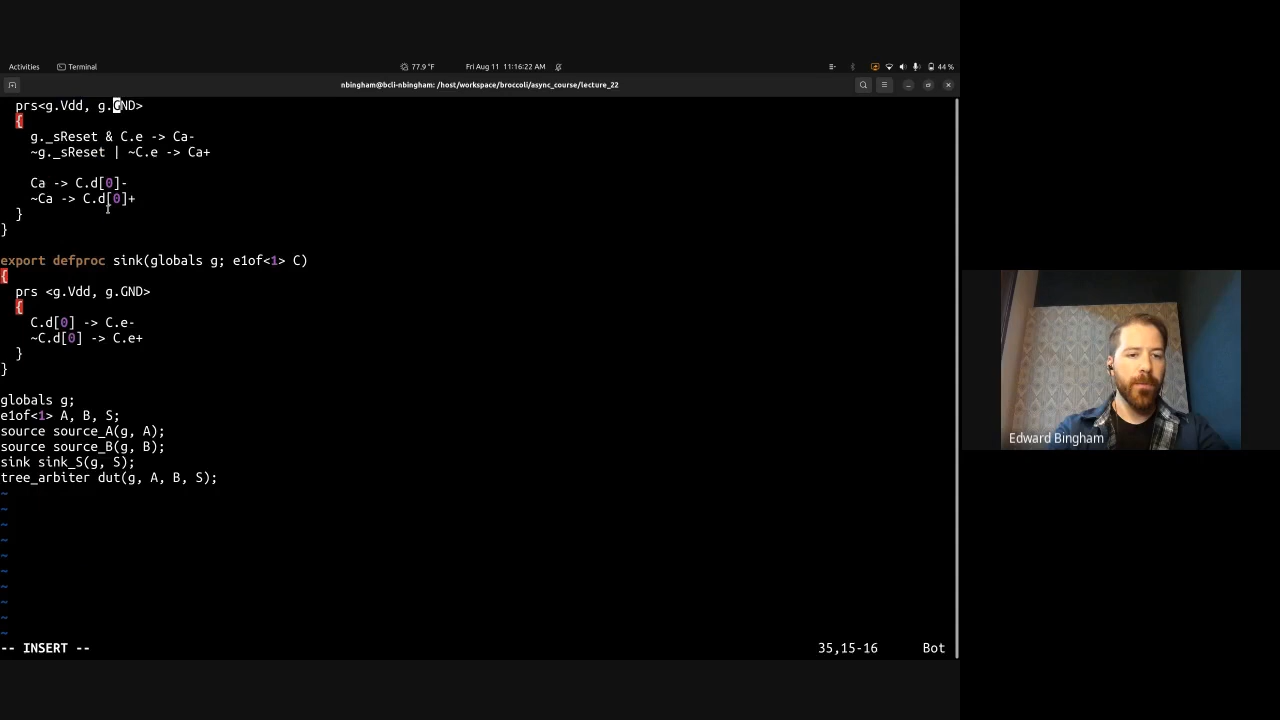 Activities
Terminal
77.9 °F
Fri Aug 11 11:16:22 AM
44 %
nbingham@bcli-nbingham: /host/workspace/broccoli/async_course/lecture_22
prs<g.Vdd, g.GND>
{
g._sReset & C.e -> Ca-
~g._sReset | ~C.e -> Ca+
Ca -> C.d[0]-
~Ca -> C.d[0]+
}
}
export defproc sink(globals g; e1of<1> C)
{
prs <g.Vdd, g.GND>
{
C.d[0] -> C.e-
~C.d[0] -> C.e+
}
}
globals g;
e1of<1> A, B, S;
source source_A(g, A);
source source_B(g, B);
sink sink_S(g, S);
tree_arbiter dut(g, A, B, S);
~
~
~
~
~
~
~
~
~
~
-- INSERT --
35,15-16
Bot
Edward Bingham